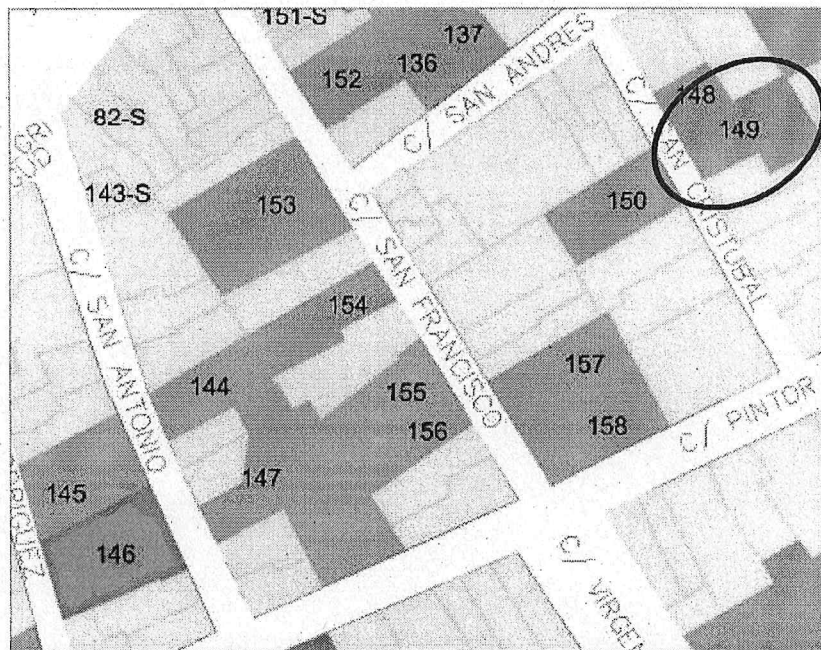 151-S
137
136
152
C/ SAN ANDRES
148
149
82-S
C/ SAN CRISTUBAL
143-S
153
150
C/ SAN FRANCISCO
C/ SAN ANTONIO
154
157
144
155
156
158
C/ PINTOR
147
145
146
C/ VIRGEN